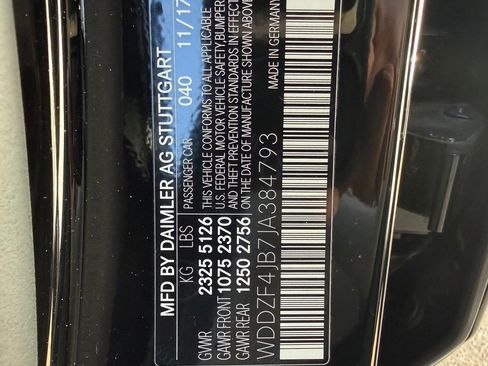 MFD BY DAIMLER AG STUTTGART
040 11/17
PASSENGER CAR
THIS VEHICLE CONFORMS TO ALL APPLICABLE
U.S. FEDERAL MOTOR VEHICLE SAFETY, BUMPER
AND THEFT PREVENTION STANDARDS IN EFFECT
ON THE DATE OF MANUFACTURE SHOWN ABOVE.
MADE IN GERMANY
KG LBS
GVWR 2325 5126
GAWR FRONT 1075 2370
GAWR REAR 1250 2756
WDDZF4JB7JA384793